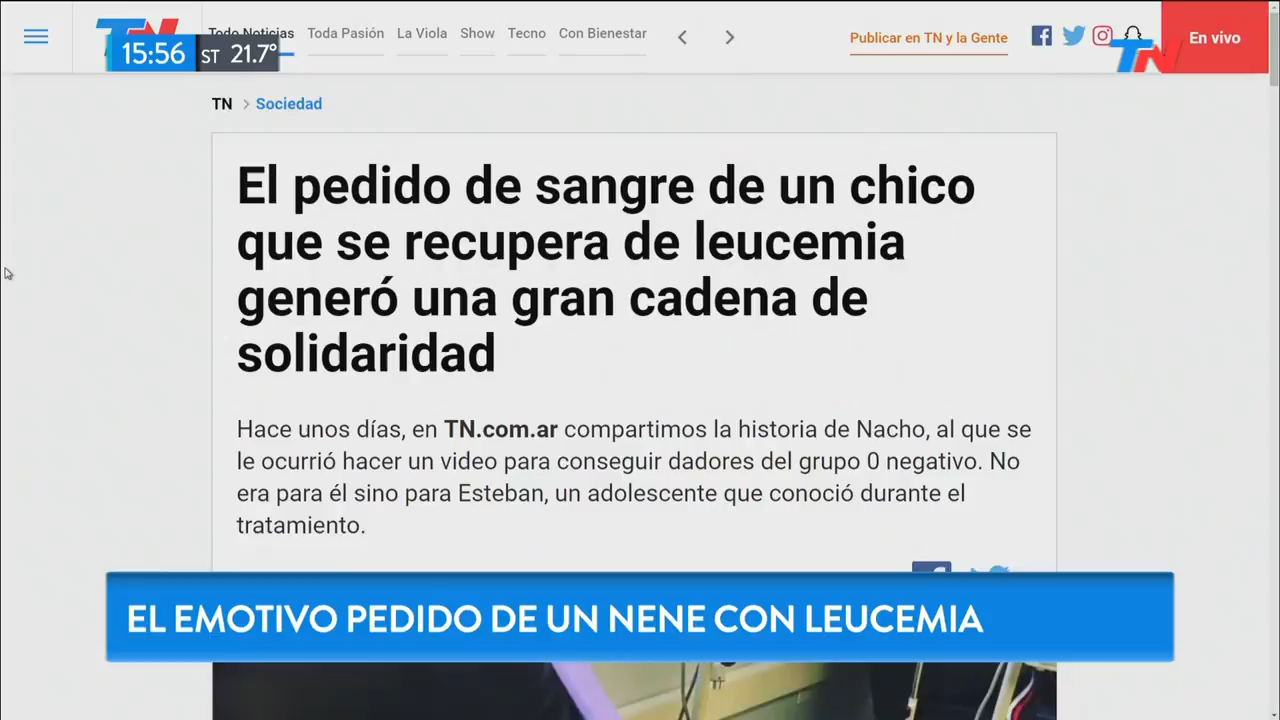 TN
Todo Noticias
Toda Pasión
La Viola
Show
Tecno
Con Bienestar
Publicar en TN y la Gente
En vivo
15:56 ST 21.7°
TN
TN > Sociedad
El pedido de sangre de un chico
que se recupera de leucemia
generó una gran cadena de
solidaridad
Hace unos días, en TN.com.ar compartimos la historia de Nacho, al que se
le ocurrió hacer un video para conseguir dadores del grupo 0 negativo. No
era para él sino para Esteban, un adolescente que conoció durante el
tratamiento.
EL EMOTIVO PEDIDO DE UN NENE CON LEUCEMIA